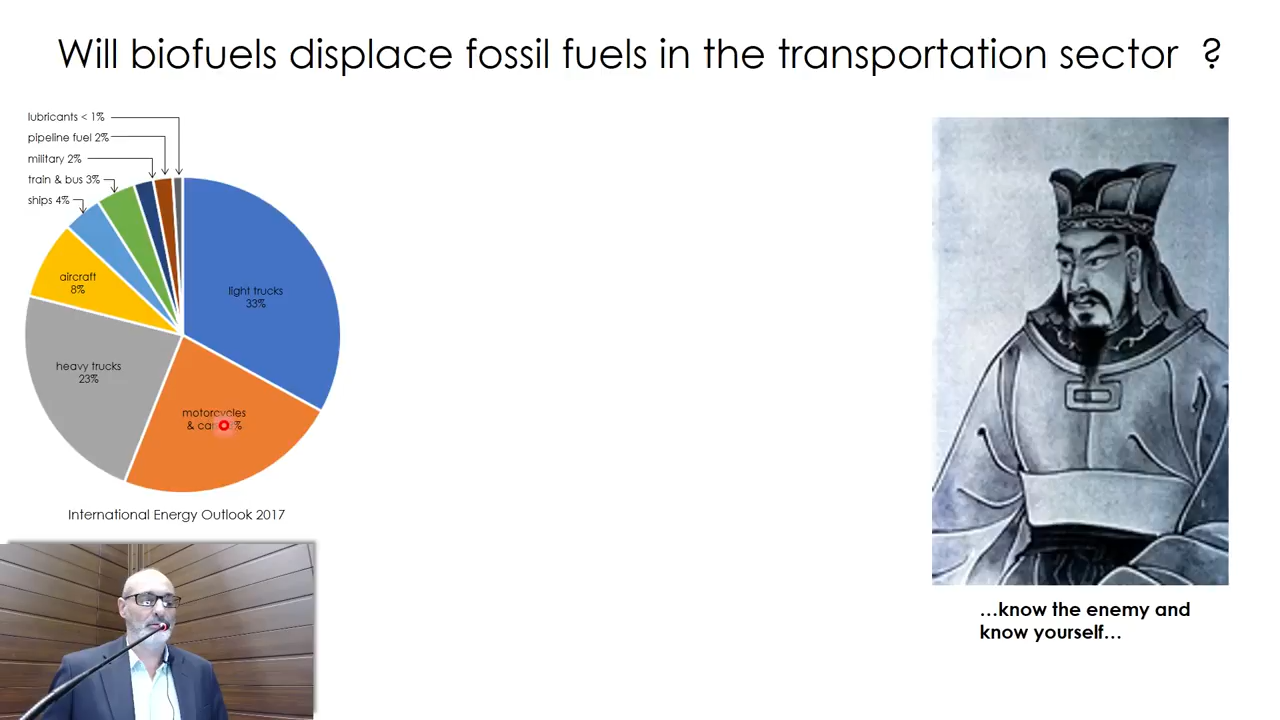 Will biofuels displace fossil fuels in the transportation sector ?
lubricants < 1%
pipeline fuel 2%
military 2%
train & bus 3%
ships 4%
aircraft
8%
light trucks
33%
heavy trucks
23%
motorcycles
&
International Energy Outlook 2017
...know the enemy and
know yourself...